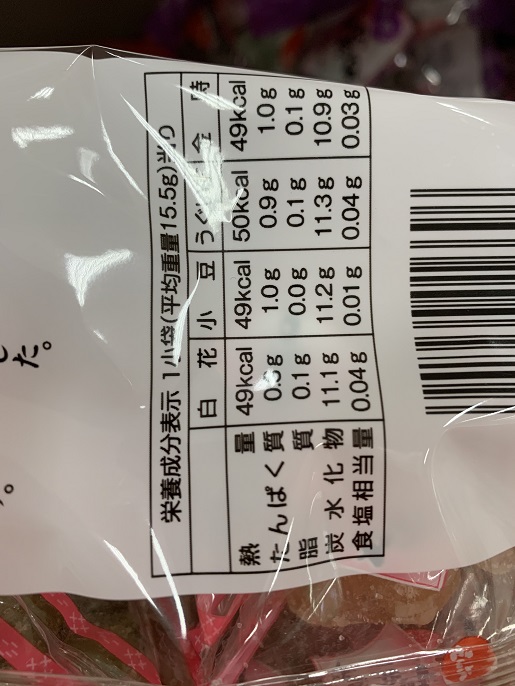 栄養成分表示 1小袋(平均重量15.5g)当り
白花 小豆 うぐ 金時
熱量 49kcal 49kcal 50kcal 49kcal
たんぱく質 1.0g 0.9g 1.0g
脂質 0.1g 0.0g 0.1g 0.1g
炭水化物 11.1g 11.2g 11.3g 10.9g
食塩相当量 0.04g 0.01g 0.04g 0.03g
た。